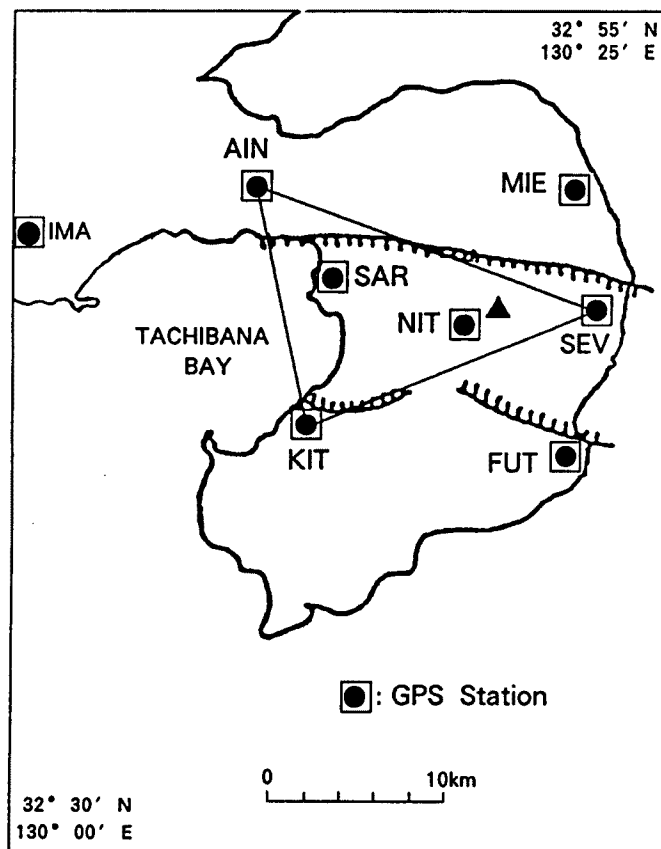 32° 55' N
130° 25' E
AIN
MIE
IMA
SAR
NIT
SEV
TACHIBANA
BAY
KIT
FUT
: GPS Station
0 10km
32° 30' N
130° 00' E